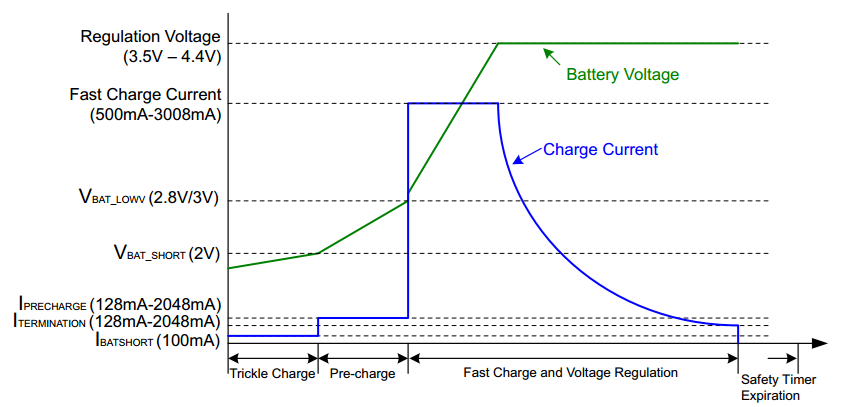 Regulation Voltage
(3.5V – 4.4V)
Battery Voltage
Fast Charge Current
(500mA-3008mA)
Charge Current
VBAT_LOWV (2.8V/3V)
VBAT_SHORT (2V)
IPRECHARGE (128mA-2048mA)
ITERMINATION (128mA-2048mA)
IBATSHORT (100mA)
Trickle Charge
Pre-charge
Fast Charge and Voltage Regulation
Safety Timer
Expiration